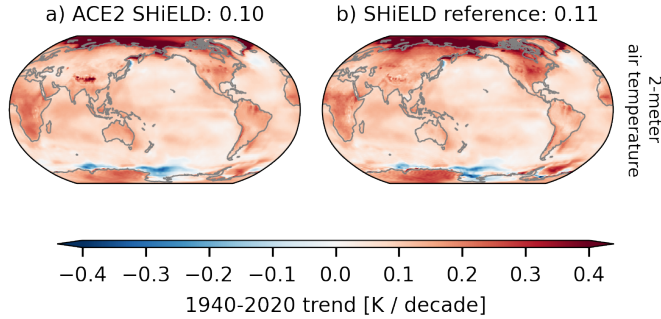 a) ACE2 SHiELD: 0.10
b) SHiELD reference: 0.11
2-meter
air temperature
−0.4 −0.3 −0.2 −0.1 0.0 0.1 0.2 0.3 0.4
1940-2020 trend [K / decade]